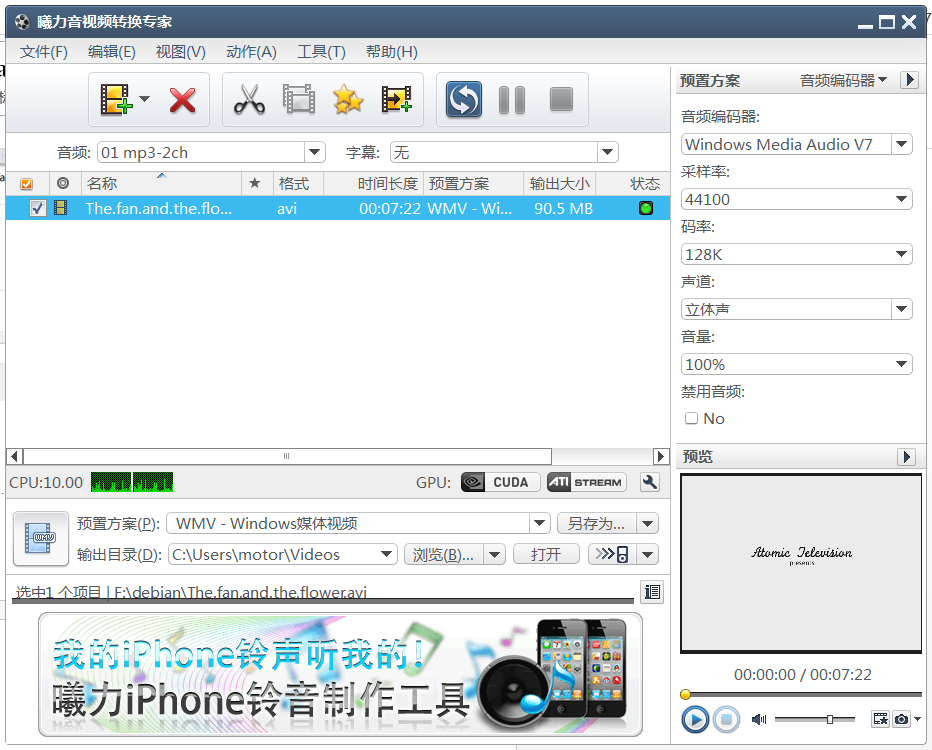 曦力音视频转换专家
文件(F) 编辑(E) 视图(V) 动作(A) 工具(T) 帮助(H)
音频: 01 mp3-2ch 字幕: 无
名称 ★ 格式 时间长度 预置方案 输出大小 状态
The.fan.and.the.flo... avi 00:07:22 WMV - Wi... 90.5 MB
CPU:10.00 GPU: CUDA ATI STREAM
预置方案(P): WMV - Windows媒体视频 另存为...
输出目录(D): C:\Users\motor\Videos 浏览(B)... 打开
选中1 个项目 | F:\debian\The.fan.and.the.flower.avi
我的iPhone铃声听我的!
曦力iPhone铃音制作工具
预置方案 音频编码器
音频编码器:
Windows Media Audio V7
采样率:
44100
码率:
128K
声道:
立体声
音量:
100%
禁用音频:
No
预览
Atomic Television
presents
00:00:00 / 00:07:22